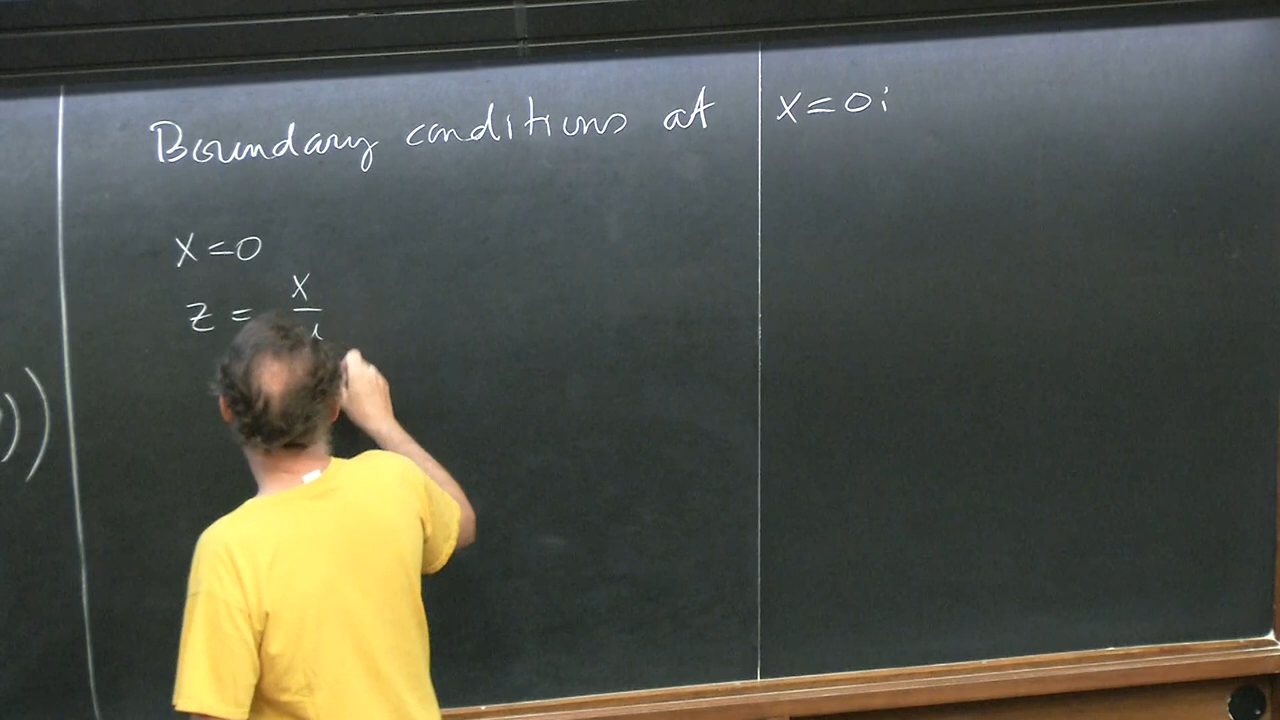 Boundary conditions at x=0;
x=0
z = x/
))